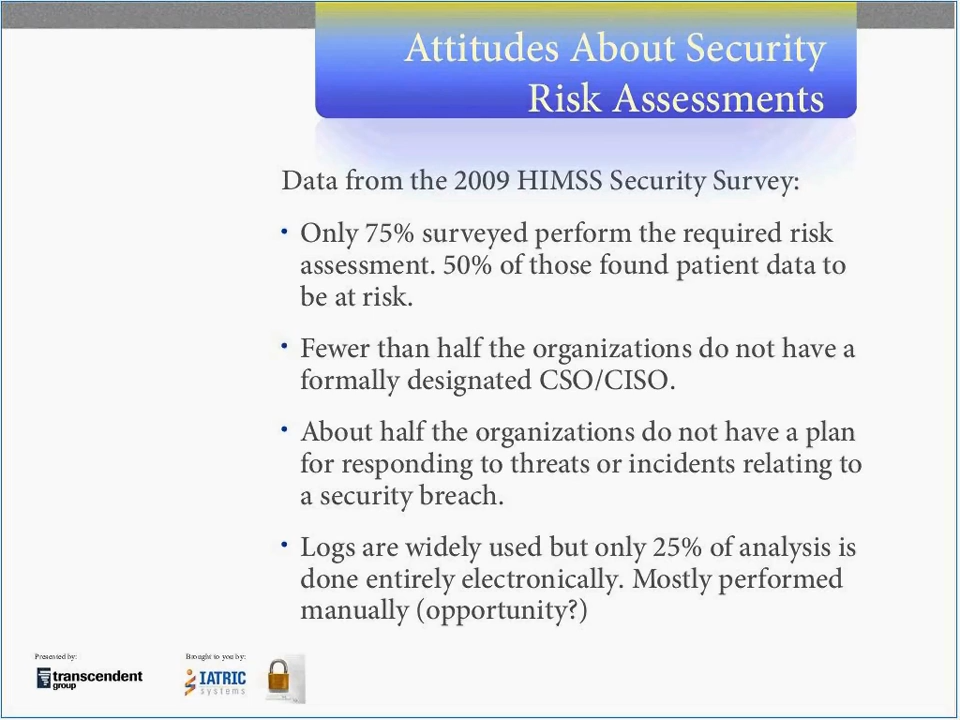 Attitudes About Security
Risk Assessments
Data from the 2009 HIMSS Security Survey:
• Only 75% surveyed perform the required risk
assessment. 50% of those found patient data to
be at risk.
• Fewer than half the organizations do not have a
formally designated CSO/CISO.
• About half the organizations do not have a plan
for responding to threats or incidents relating to
a security breach.
• Logs are widely used but only 25% of analysis is
done entirely electronically. Mostly performed
manually (opportunity?)
Presented by:
Brought to you by:
transcendent
group
IATRIC
systems